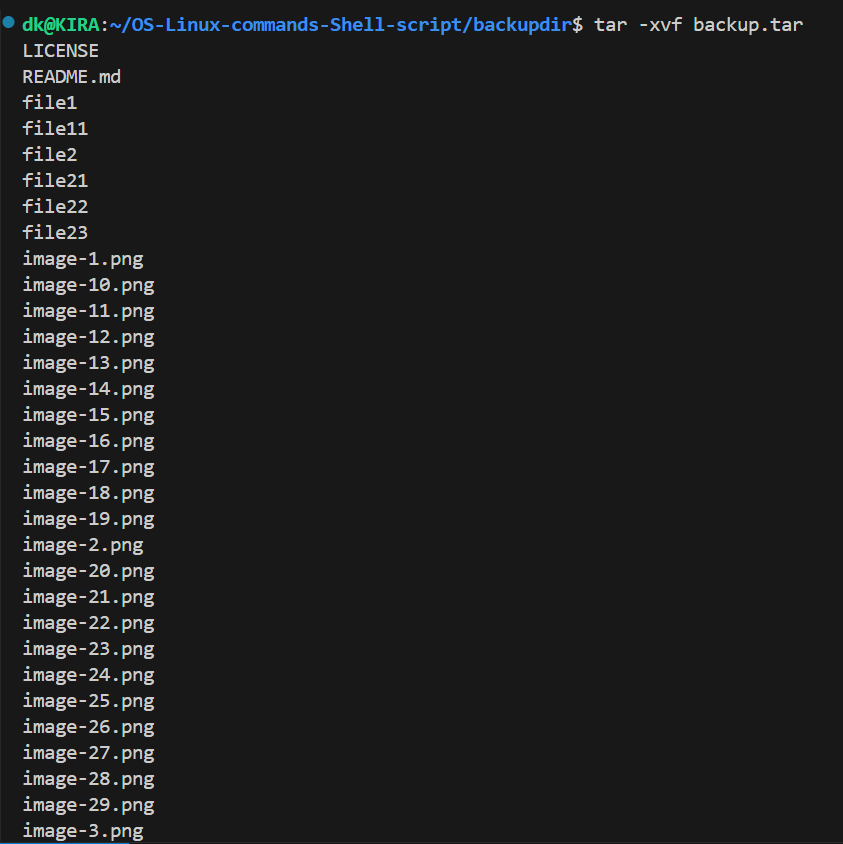 dk@KIRA:~/OS-Linux-commands-Shell-script/backupdir$ tar -xvf backup.tar
LICENSE
README.md
file1
file11
file2
file21
file22
file23
image-1.png
image-10.png
image-11.png
image-12.png
image-13.png
image-14.png
image-15.png
image-16.png
image-17.png
image-18.png
image-19.png
image-2.png
image-20.png
image-21.png
image-22.png
image-23.png
image-24.png
image-25.png
image-26.png
image-27.png
image-28.png
image-29.png
image-3.png